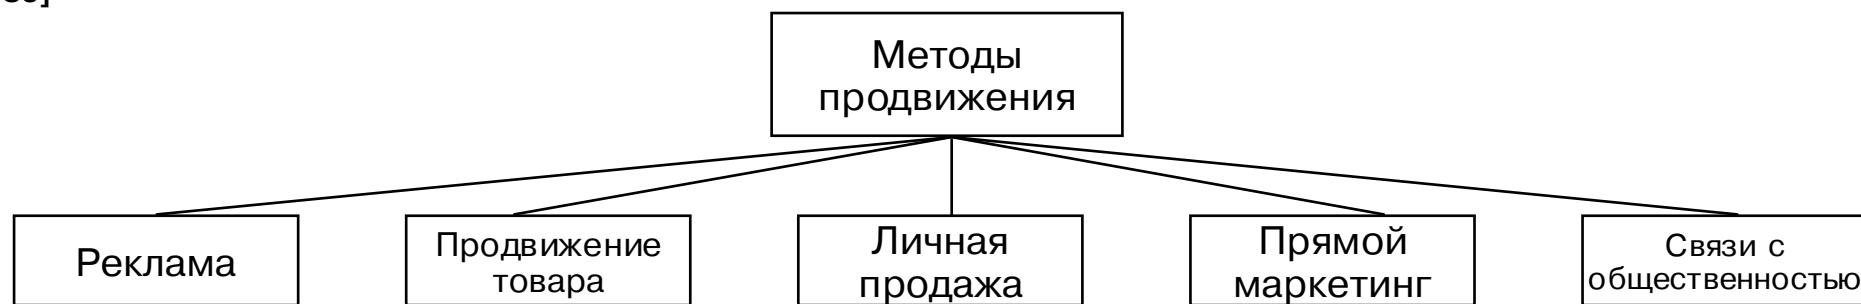 Методы
продвижения
Реклама
Продвижение
товара
Личная
продажа
Прямой
маркетинг
Связи с
общественностью